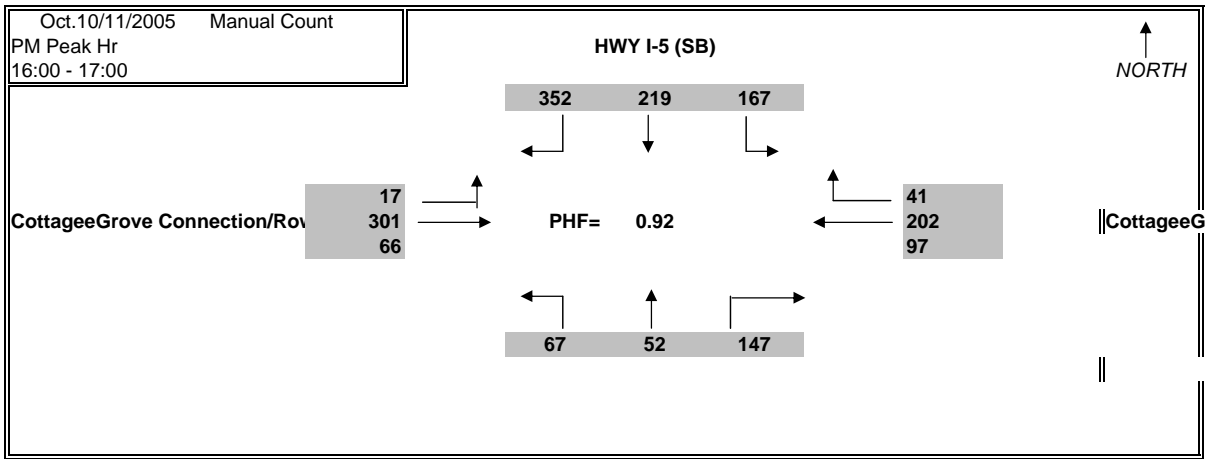 Oct.10/11/2005 Manual Count
PM Peak Hr
16:00 - 17:00
HWY I-5 (SB)
NORTH
352 219 167
17
41
CottageeGrove Connection/Rov 301
PHF= 0.92
202
CottageeG
66
97
67 52 147